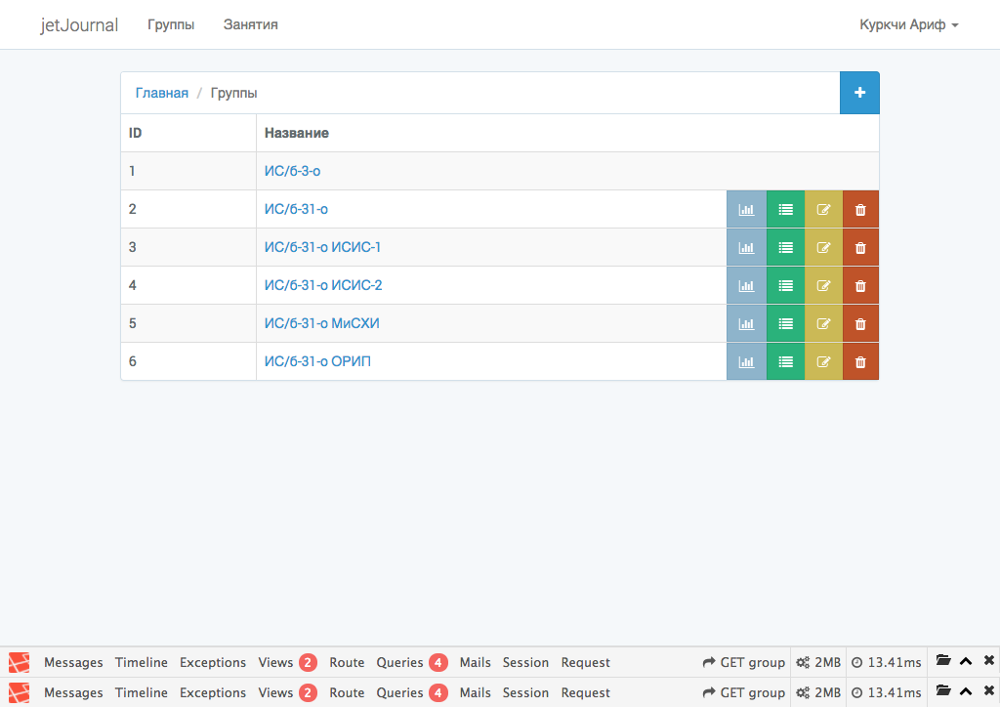 jetJournal Группы Занятия Куркчи Ариф
Главная / Группы +
ID Название
1 ИС/б-3-о
2 ИС/б-31-о
3 ИС/б-31-о ИСИС-1
4 ИС/б-31-о ИСИС-2
5 ИС/б-31-о МиСХИ
6 ИС/б-31-о ОРИП
Messages Timeline Exceptions Views 2 Route Queries 4 Mails Session Request GET group 2MB 13.41ms
Messages Timeline Exceptions Views 2 Route Queries 4 Mails Session Request GET group 2MB 13.41ms